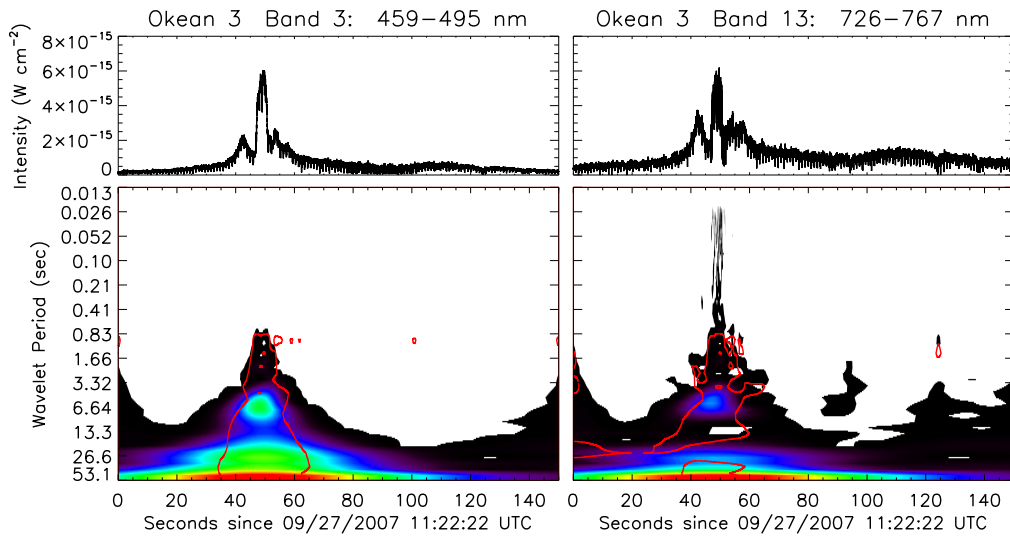 Okean 3 Band 3: 459–495 nm
Okean 3 Band 13: 726–767 nm
Intensity (W cm⁻²)
8×10⁻¹⁵
6×10⁻¹⁵
4×10⁻¹⁵
2×10⁻¹⁵
0
Wavelet Period (sec)
0.013
0.026
0.052
0.10
0.21
0.41
0.83
1.66
3.32
6.64
13.3
26.6
53.1
0 20 40 60 80 100 120 140
Seconds since 09/27/2007 11:22:22 UTC
0 20 40 60 80 100 120 140
Seconds since 09/27/2007 11:22:22 UTC